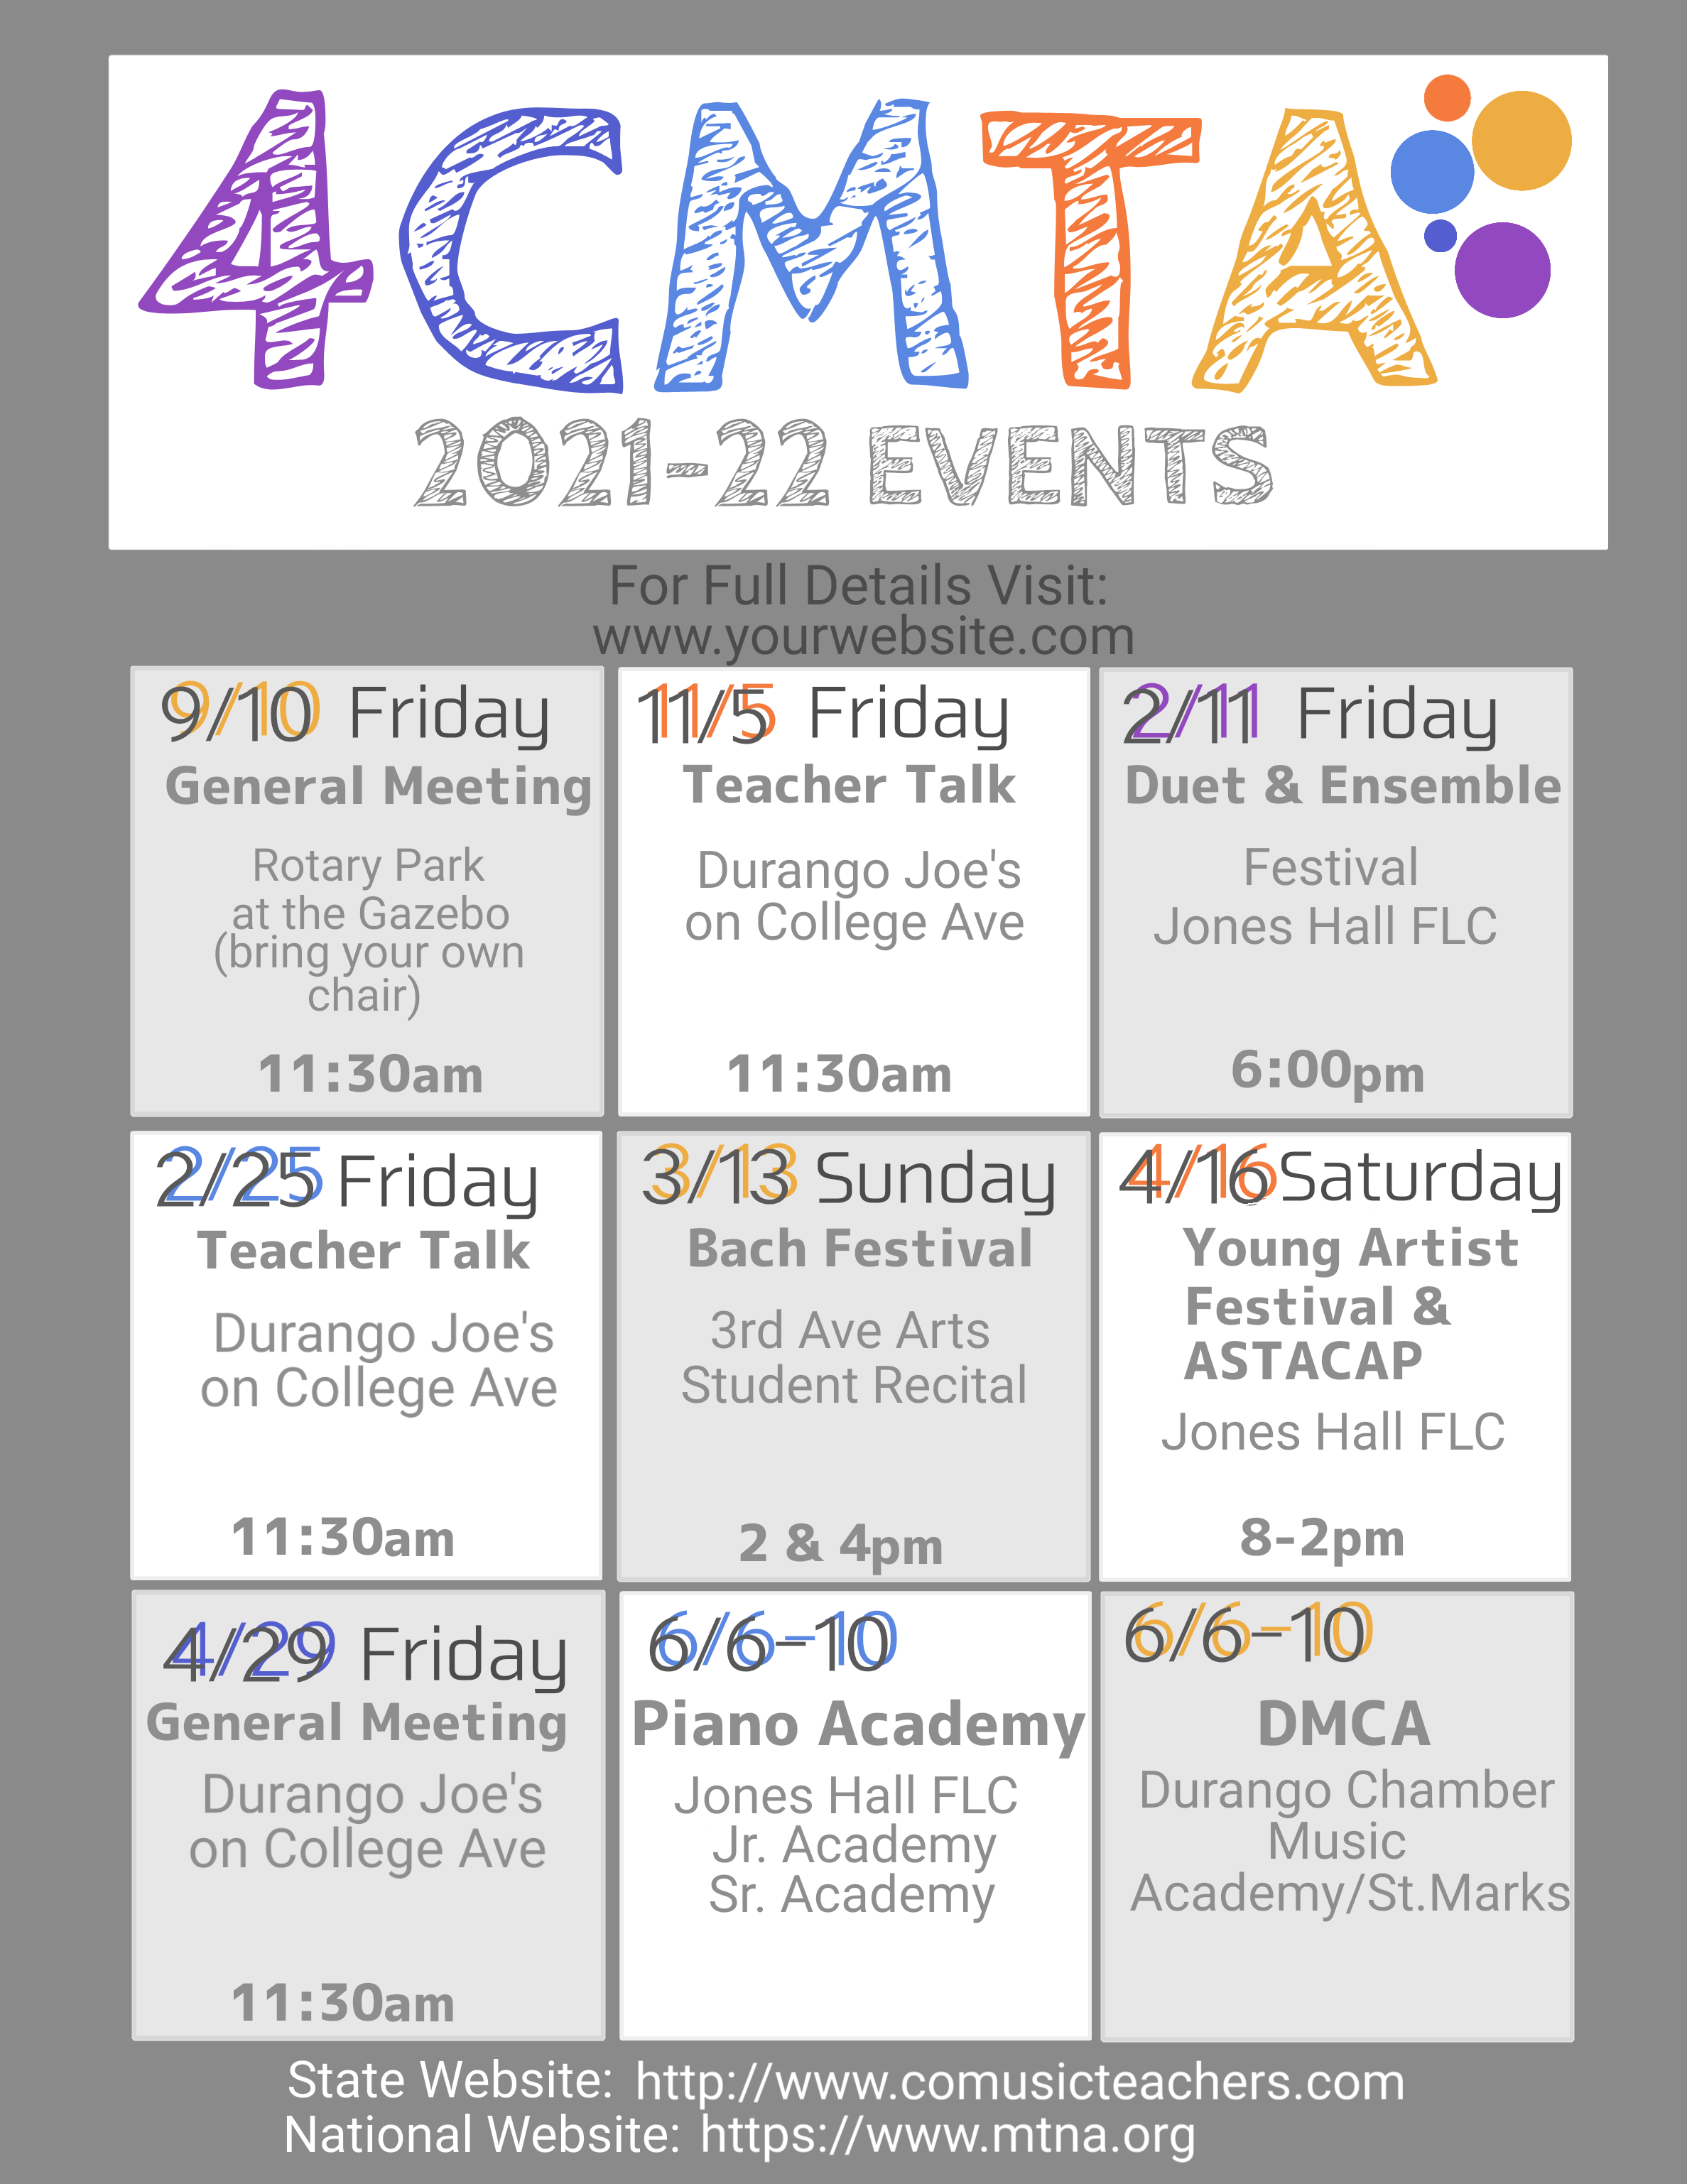 4CMTA
2021-22 EVENTS
For Full Details Visit:
www.yourwebsite.com
9/10 Friday
General Meeting
Rotary Park
at the Gazebo
(bring your own
chair)
11:30am
11/5 Friday
Teacher Talk
Durango Joe's
on College Ave
11:30am
2/11 Friday
Duet & Ensemble
Festival
Jones Hall FLC
6:00pm
2/25 Friday
Teacher Talk
Durango Joe's
on College Ave
11:30am
3/13 Sunday
Bach Festival
3rd Ave Arts
Student Recital
2 & 4pm
4/16 Saturday
Young Artist
Festival &
ASTACAP
Jones Hall FLC
8-2pm
4/29 Friday
General Meeting
Durango Joe's
on College Ave
11:30am
6/6-10
Piano Academy
Jones Hall FLC
Jr. Academy
Sr. Academy
6/6-10
DMCA
Durango Chamber
Music
Academy/St.Marks
State Website: http://www.comusicteachers.com
National Website: https://www.mtna.org